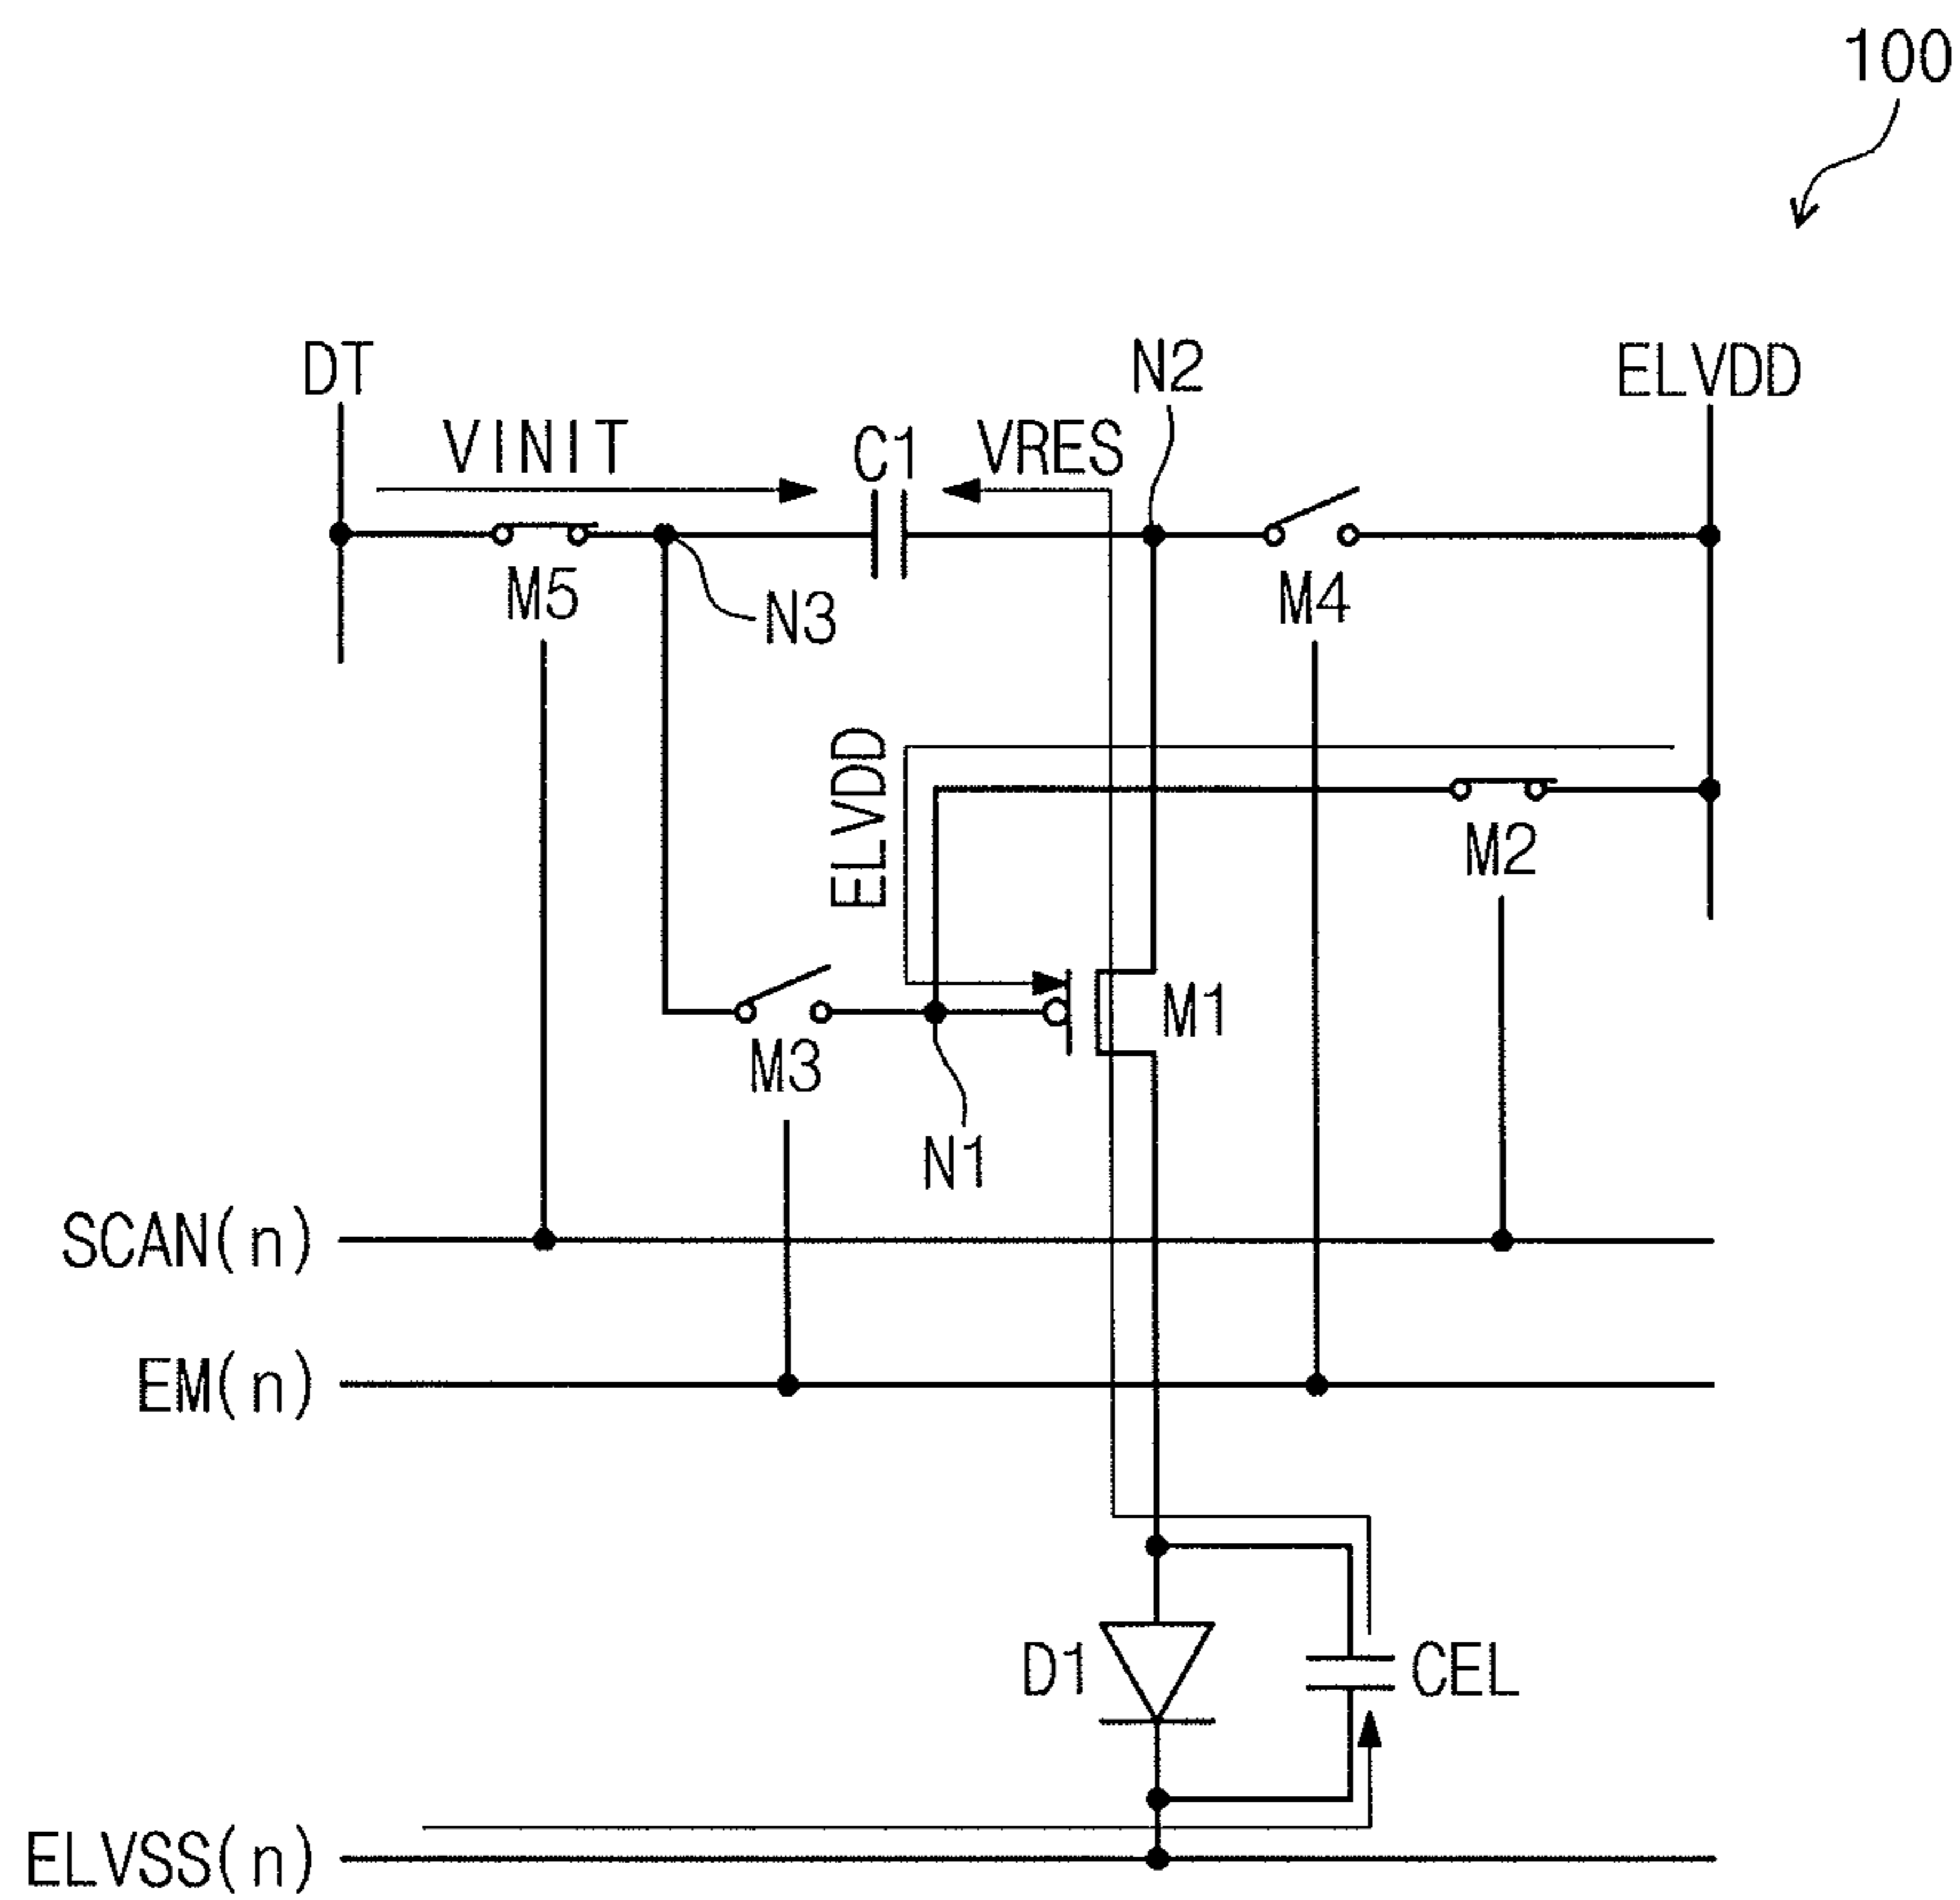 100
DT
N2
ELVDD
VINIT
C1
VRES
M5
N3
M4
ELVDD
M2
M1
M3
N1
SCAN(n)
EM(n)
D1
CEL
ELVSS(n)